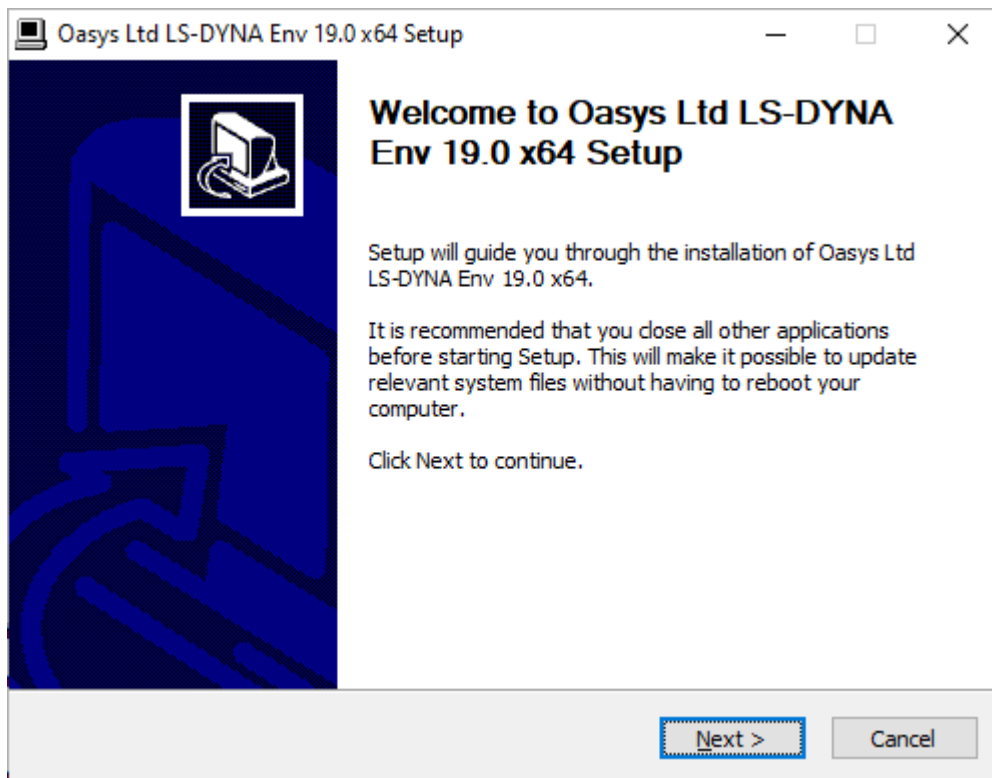 Oasys Ltd LS-DYNA Env 19.0 x64 Setup
Welcome to Oasys Ltd LS-DYNA
Env 19.0 x64 Setup
Setup will guide you through the installation of Oasys Ltd
LS-DYNA Env 19.0 x64.
It is recommended that you close all other applications
before starting Setup. This will make it possible to update
relevant system files without having to reboot your
computer.
Click Next to continue.
Next >
Cancel